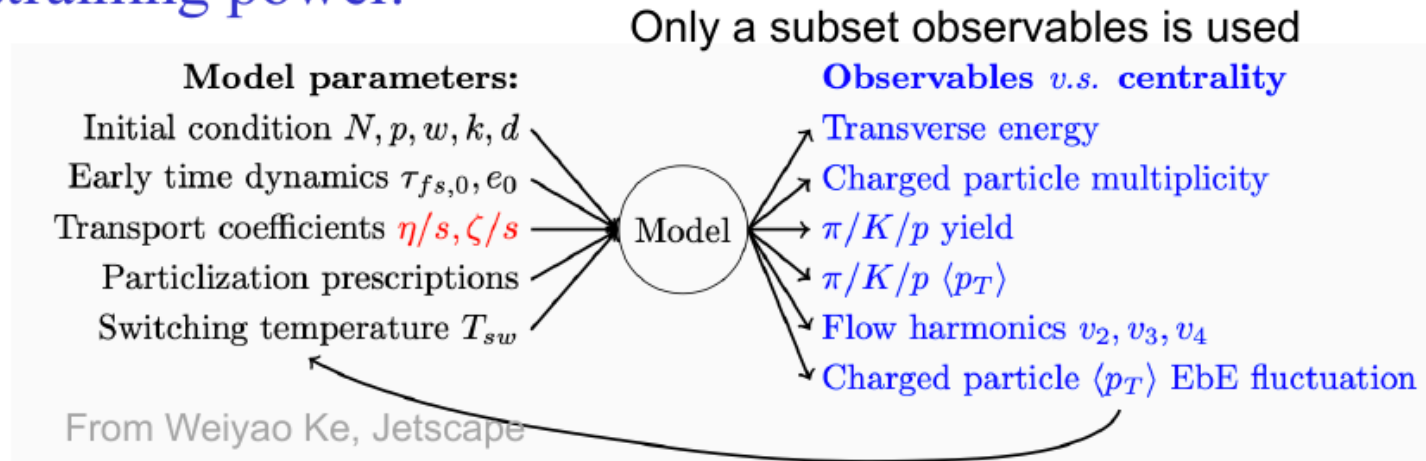 straining power.
Only a subset observables is used
Model parameters:
Observables v.s. centrality
Initial condition N, p, w, k, d
Transverse energy
Early time dynamics τ_{fs,0}, e_0
Charged particle multiplicity
Transport coefficients η/s, ζ/s
Model
π/K/p yield
Particlization prescriptions
π/K/p ⟨p_T⟩
Switching temperature T_{sw}
Flow harmonics v_2, v_3, v_4
Charged particle ⟨p_T⟩ EbE fluctuation
From Weiyao Ke, Jetscape